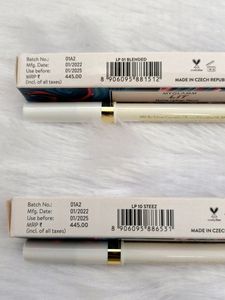 Batch No.: 01A2
Mfg. Date: 01/2022
Use before: 01/2025
MRP ₹ 445.00
(incl. of all taxes)
LP 01 BLENDED
8 906095 881512
MADE IN CZECH REPUB
MYGLAMM
LIT
Batch No.: 01A2
Mfg. Date: 01/2022
Use before: 01/2025
MRP ₹ 445.00
(incl. of all taxes)
LP 10 STEEZ
8 906095 886531
MADE IN CZECH